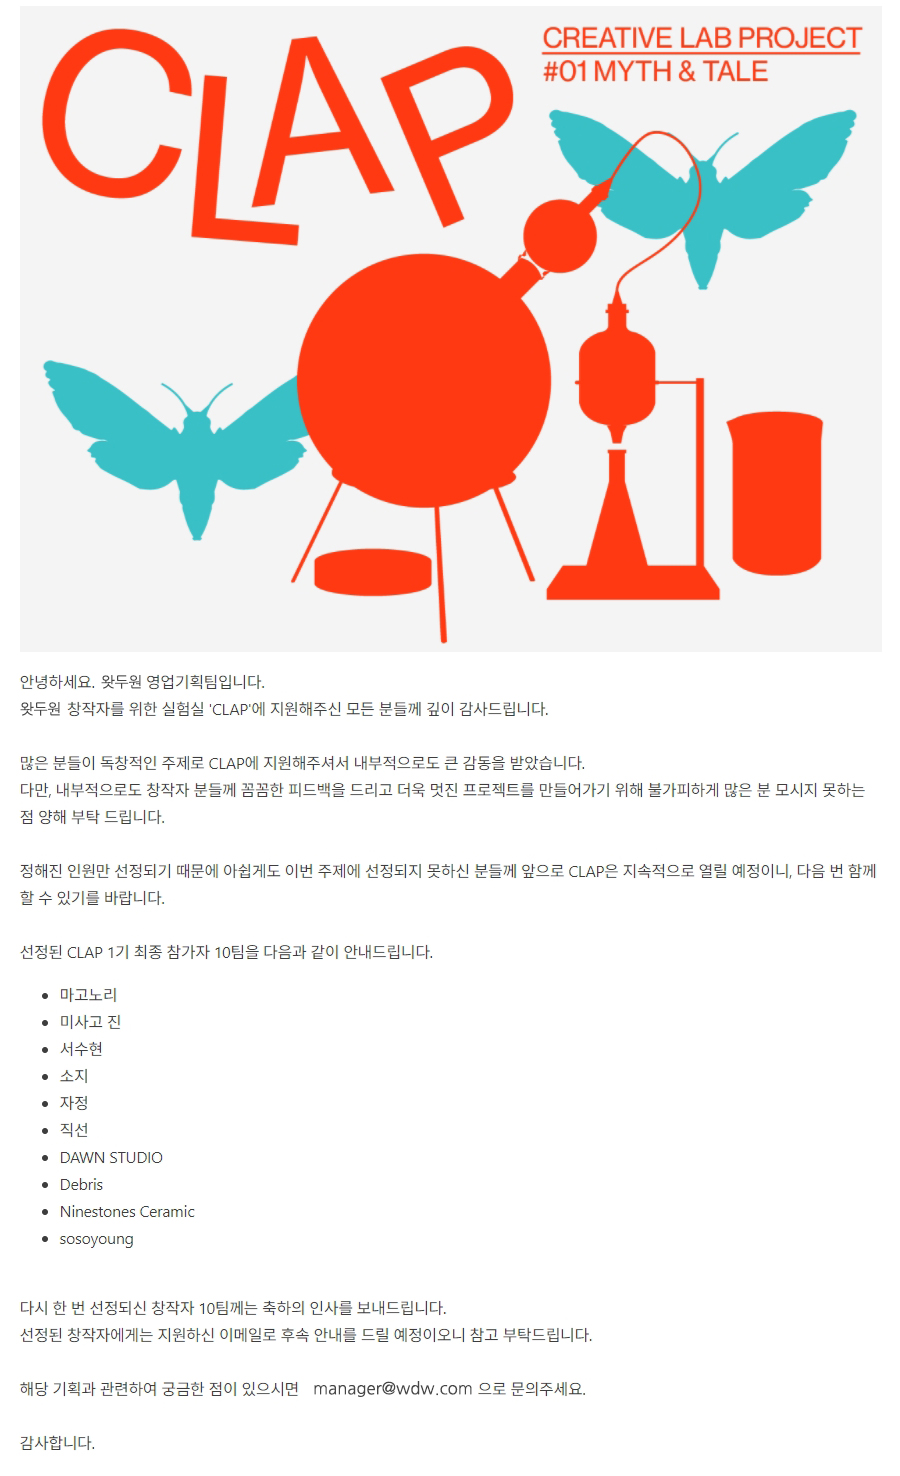 CLAP
CREATIVE LAB PROJECT
#01 MYTH & TALE
안녕하세요. 왓두원 영업기획팀입니다.
왓두원 창작자를 위한 실험실 'CLAP'에 지원해주신 모든 분들께 깊이 감사드립니다.
많은 분들이 독창적인 주제로 CLAP에 지원해주셔서 내부적으로도 큰 감동을 받았습니다.
다만, 내부적으로도 창작자 분들께 꼼꼼한 피드백을 드리고 더욱 멋진 프로젝트를 만들어가기 위해 불가피하게 많은 분 모시지 못하는
점 양해 부탁 드립니다.
정해진 인원만 선정되기 때문에 아쉽게도 이번 주제에 선정되지 못하신 분들께 앞으로 CLAP은 지속적으로 열릴 예정이니, 다음 번 함께
할 수 있기를 바랍니다.
선정된 CLAP 1기 최종 참가자 10팀을 다음과 같이 안내드립니다.
• 마고노리
• 미사고 진
• 서수현
• 소지
• 자정
• 직선
• DAWN STUDIO
• Debris
• Ninestones Ceramic
• sosoyoung
다시 한 번 선정되신 창작자 10팀께는 축하의 인사를 보내드립니다.
선정된 창작자에게는 지원하신 이메일로 후속 안내를 드릴 예정이오니 참고 부탁드립니다.
해당 기획과 관련하여 궁금한 점이 있으시면 manager@wdw.com 으로 문의주세요.
감사합니다.